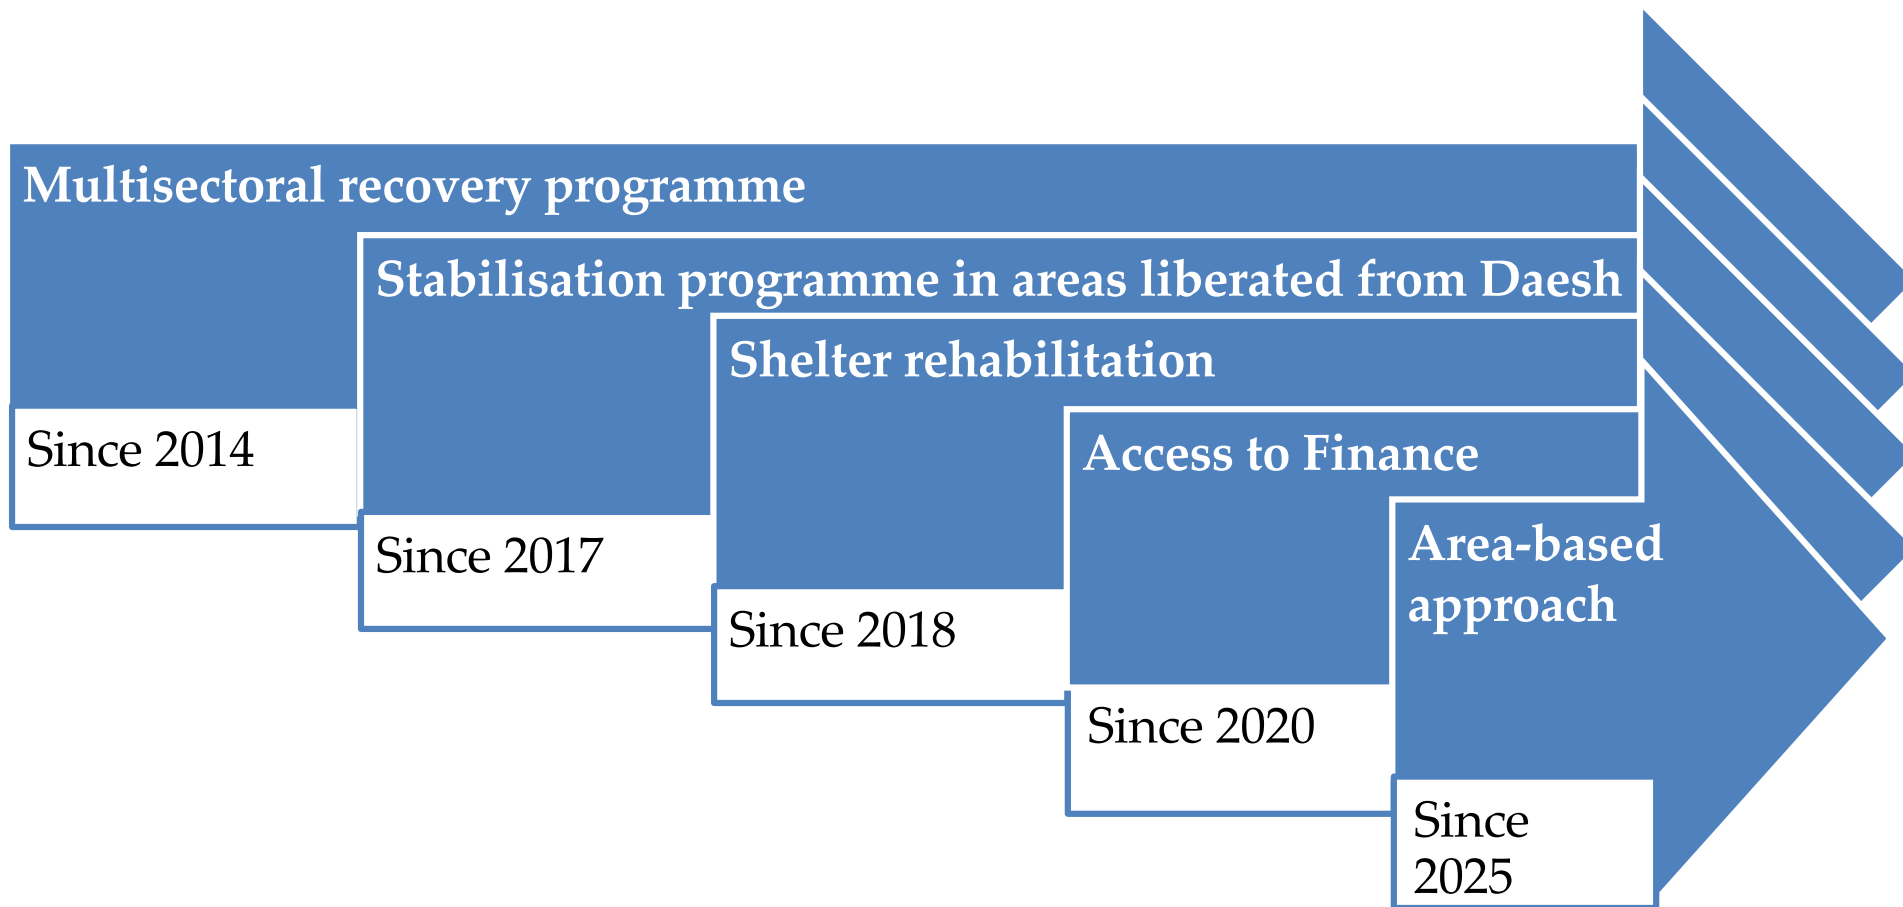 Multisectoral recovery programme
Since 2014
Stabilisation programme in areas liberated from Daesh
Since 2017
Shelter rehabilitation
Since 2018
Access to Finance
Since 2020
Area-based
approach
Since
2025